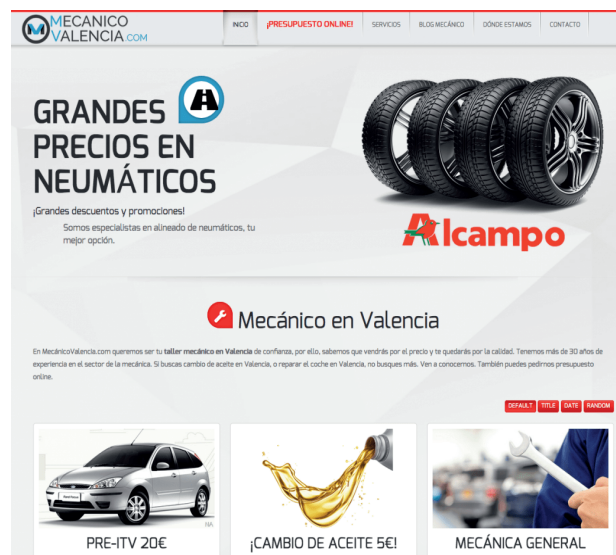 MECANICO
VALENCIA.COM
INICIO
¡PRESUPUESTO ONLINE!
SERVICIOS
BLOG MECÁNICO
DÓNDE ESTAMOS
CONTACTO
GRANDES
PRECIOS EN
NEUMÁTICOS
¡Grandes descuentos y promociones!
Somos especialistas en alineado de neumáticos, tu
mejor opción.
Alcampo
Mecánico en Valencia
En MecánicoValencia.com queremos ser tu taller mecánico en Valencia de confianza, por ello, sabemos que vendrás por el precio y te quedarás por la calidad. Tenemos más de 30 años de
experiencia en el sector de la mecánica. Si buscas cambio de aceite en Valencia, o reparar el coche en Valencia, no busques más. Ven a conocernos. También puedes pedirnos presupuesto
online.
DEFAULT
TITLE
DATE
RANDOM
PRE-ITV 20€
¡CAMBIO DE ACEITE 5€!
MECÁNICA GENERAL